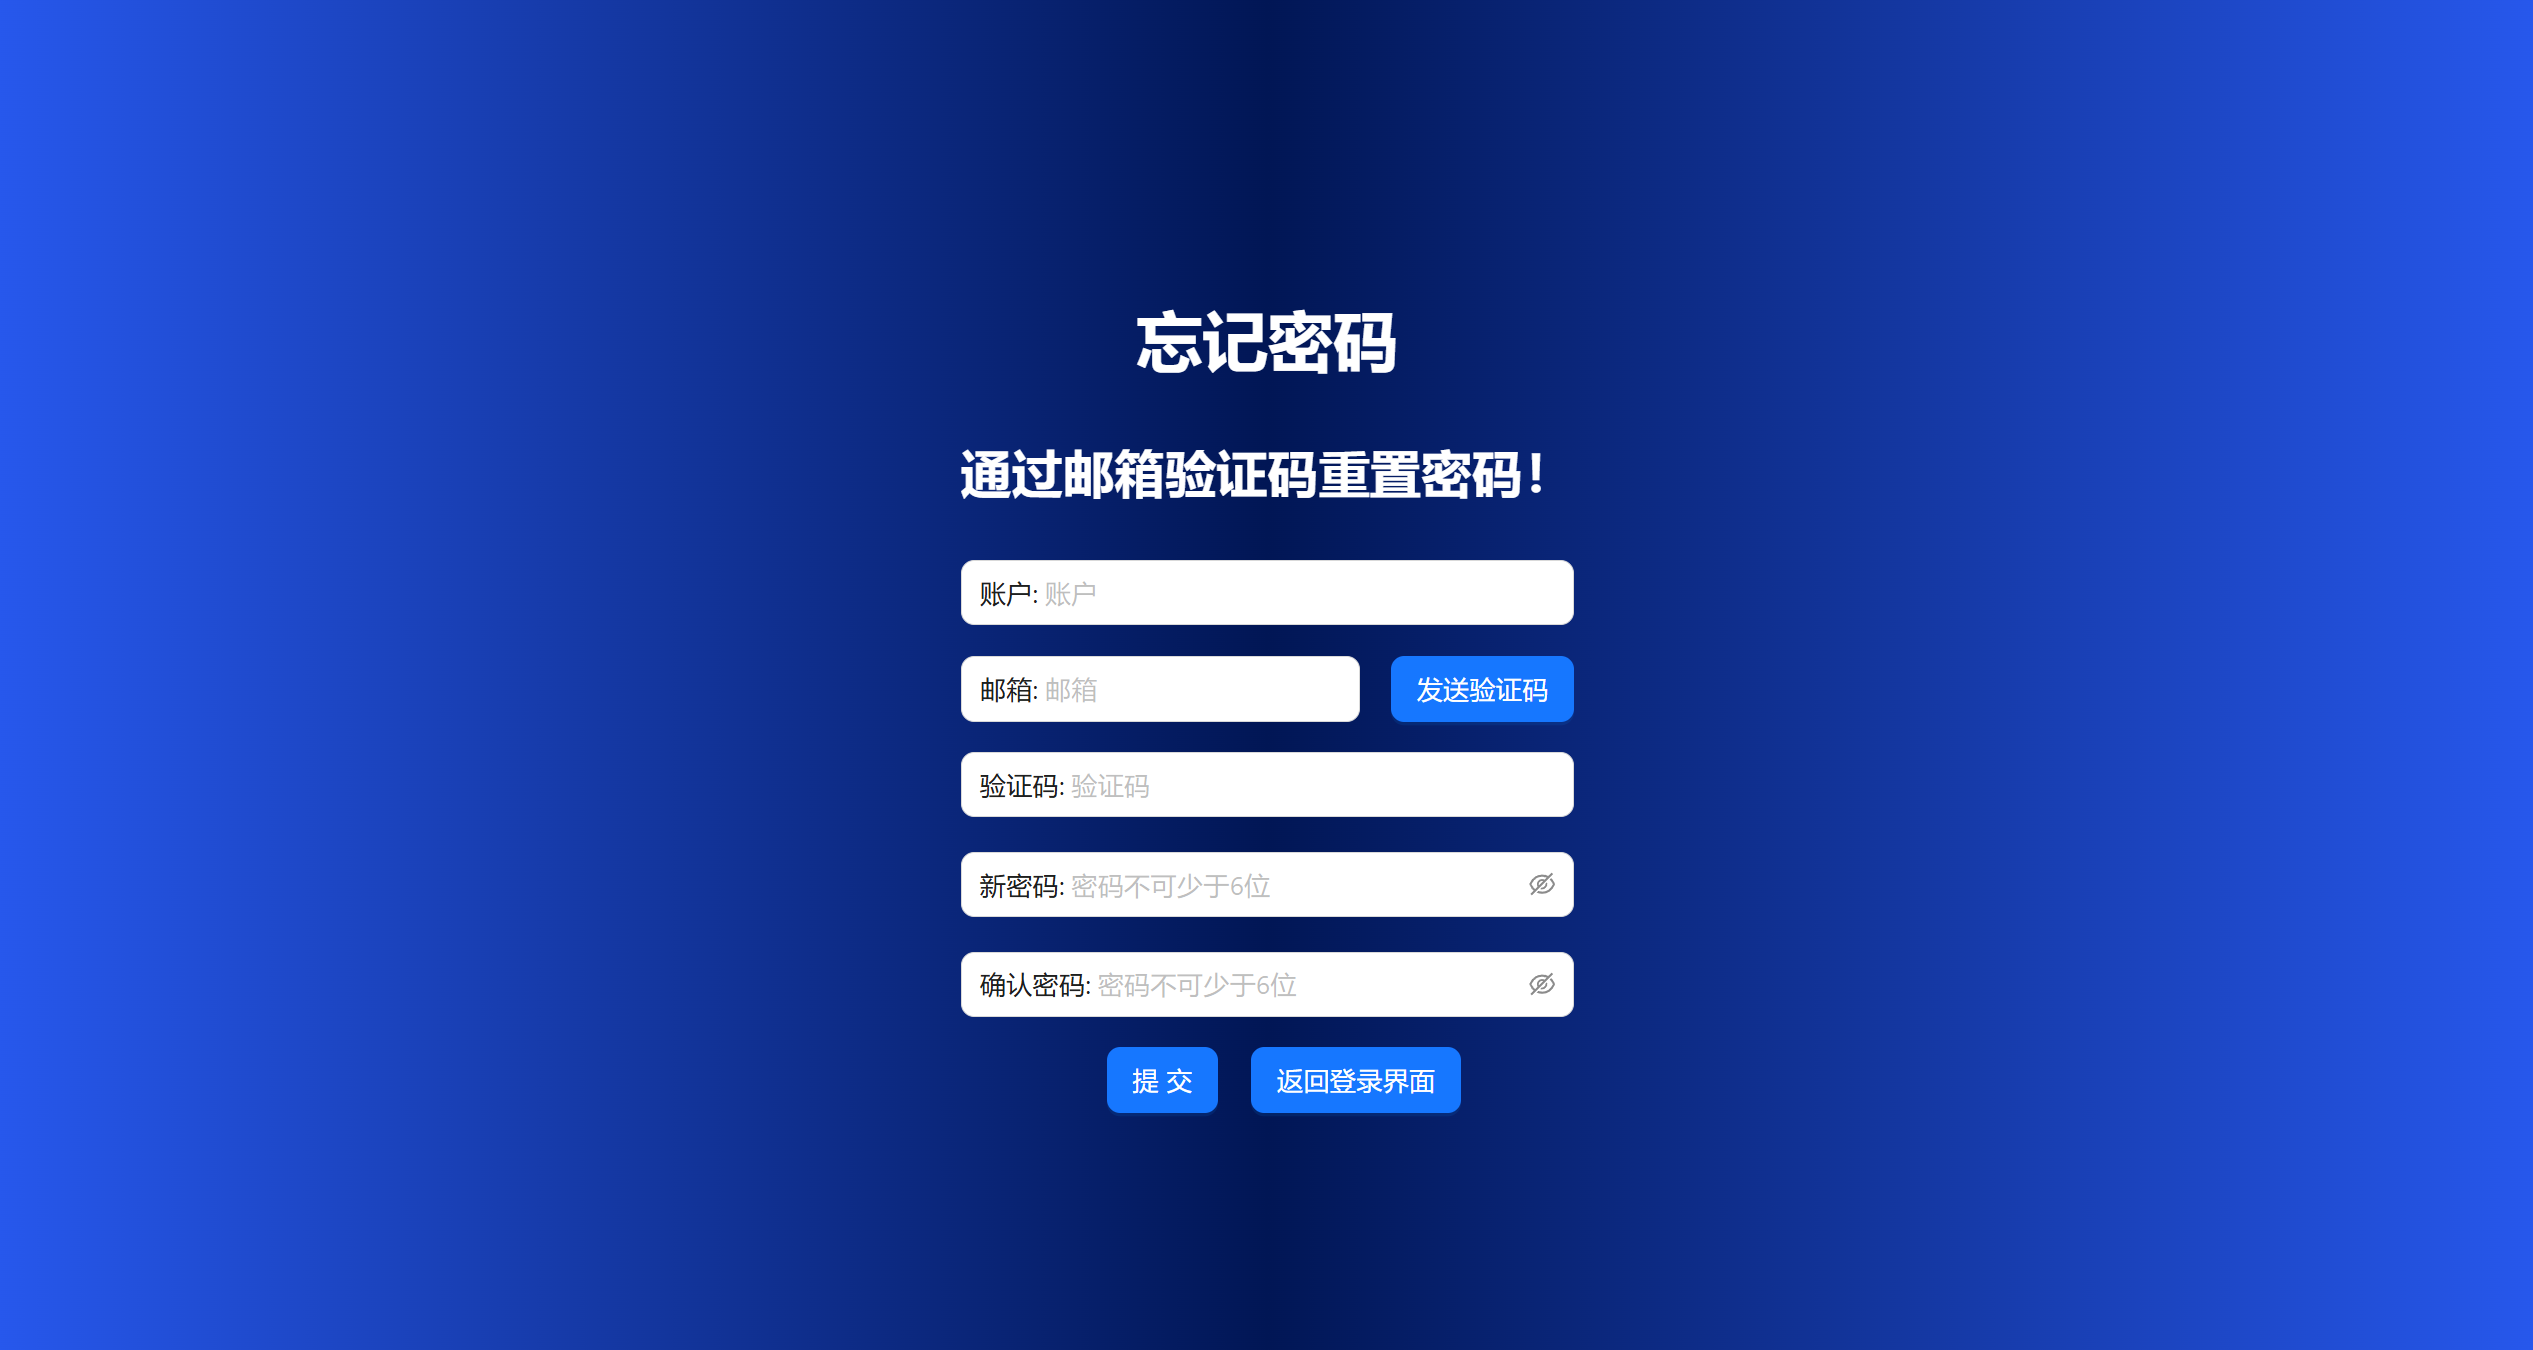 忘记密码
通过邮箱验证码重置密码！
账户: 账户
邮箱: 邮箱 发送验证码
验证码: 验证码
新密码: 密码不可少于6位
确认密码: 密码不可少于6位
提 交 返回登录界面